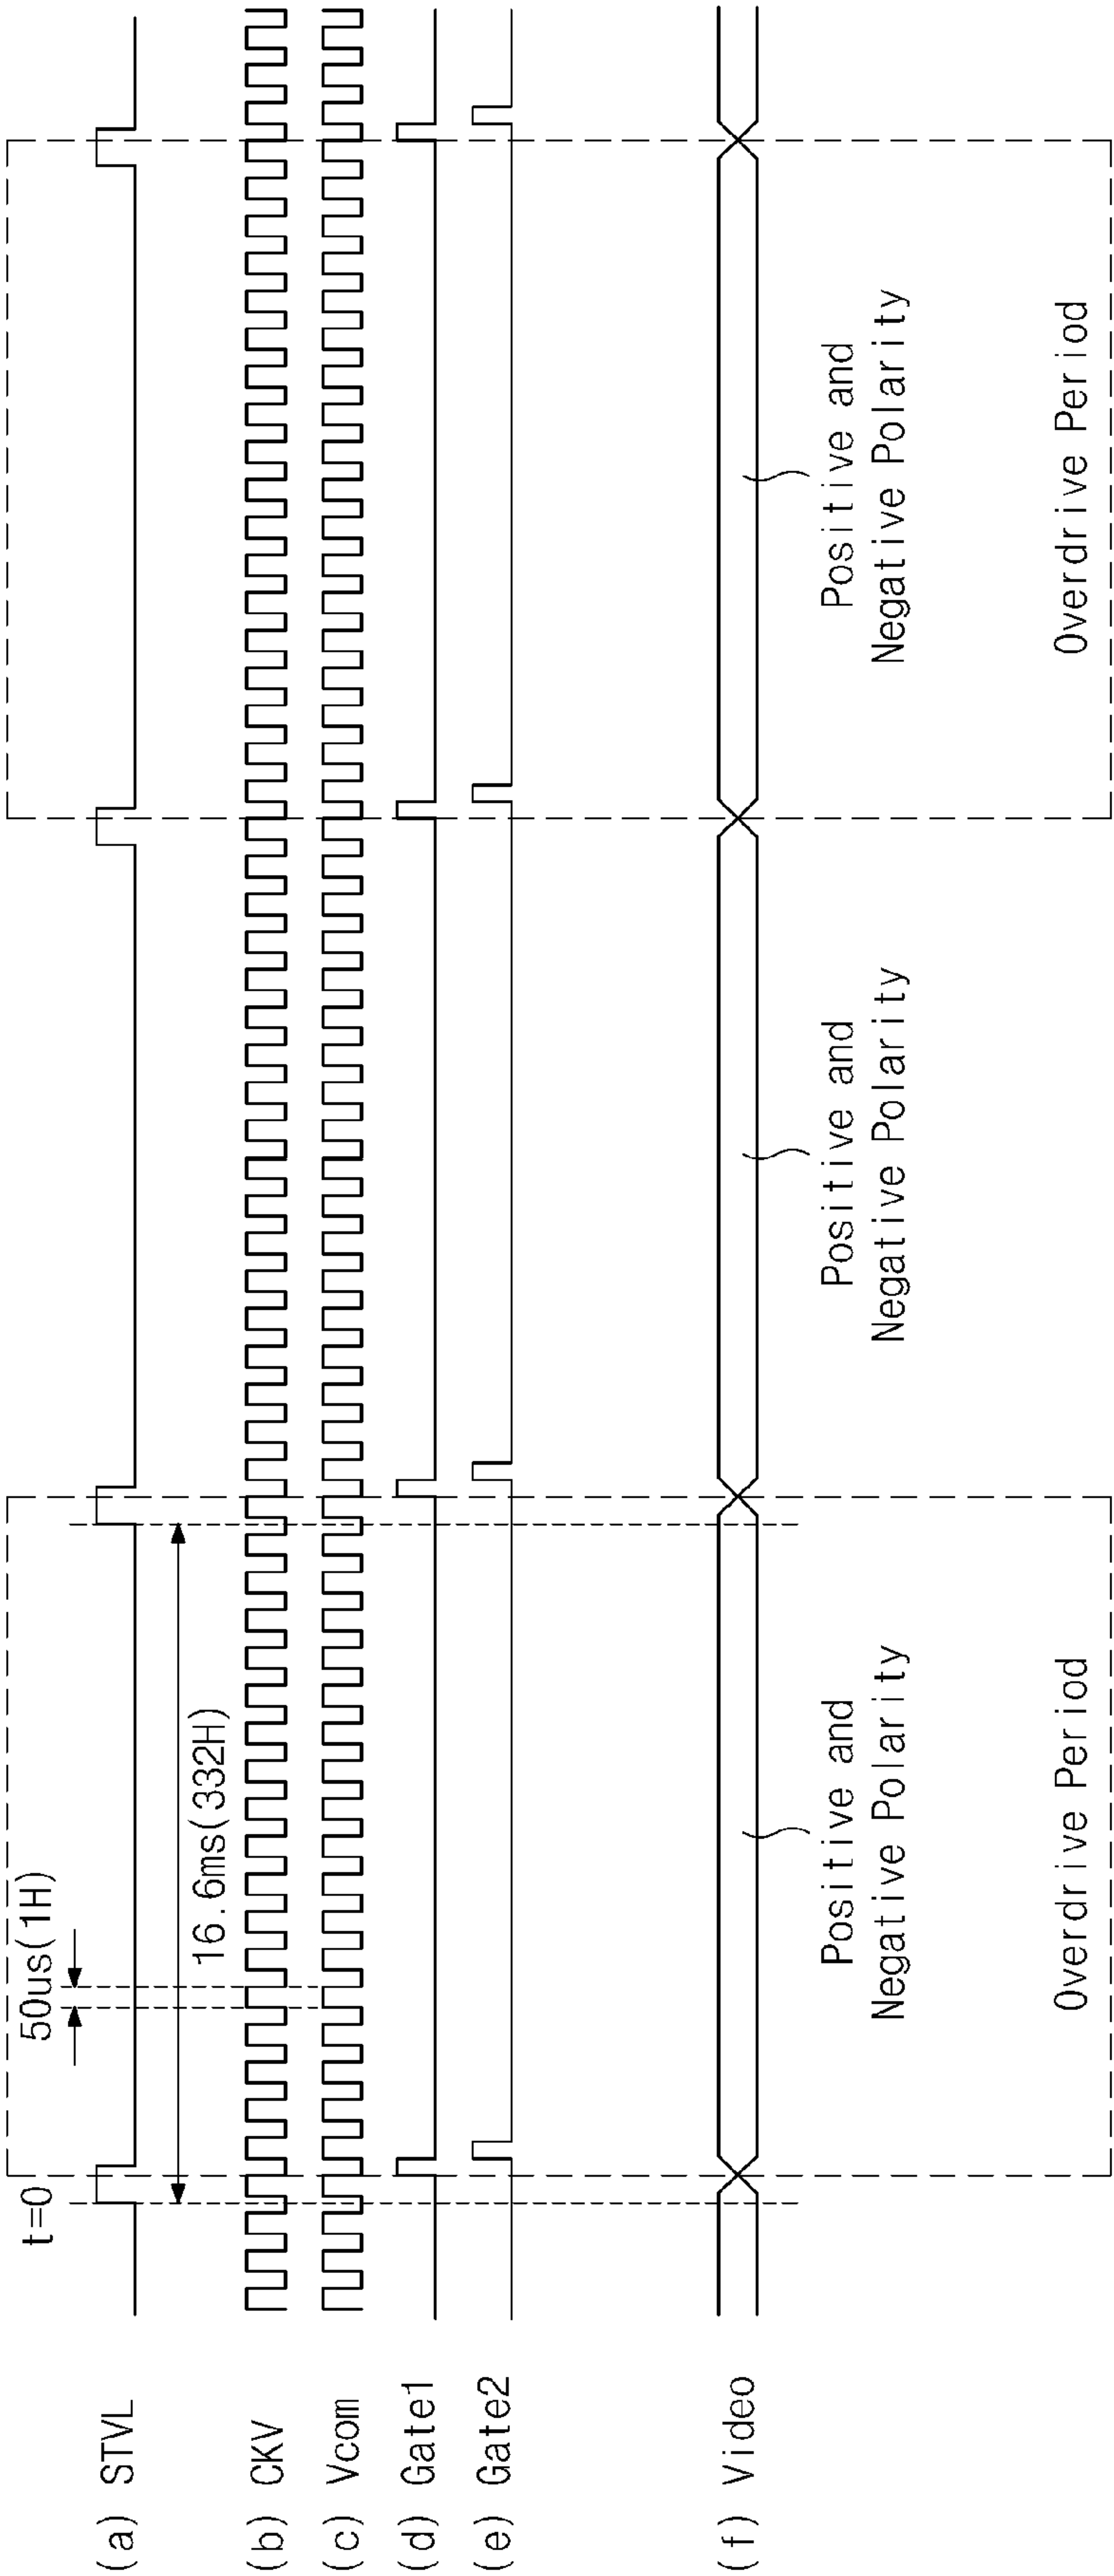 t=0
50us(1H)
16.6ms(332H)
(a) STVL
(b) CKV
(c) Vcom
(d) Gate1
(e) Gate2
(f) Video
Positive and
Negative Polarity
Positive and
Negative Polarity
Positive and
Negative Polarity
Overdrive Period
Overdrive Period